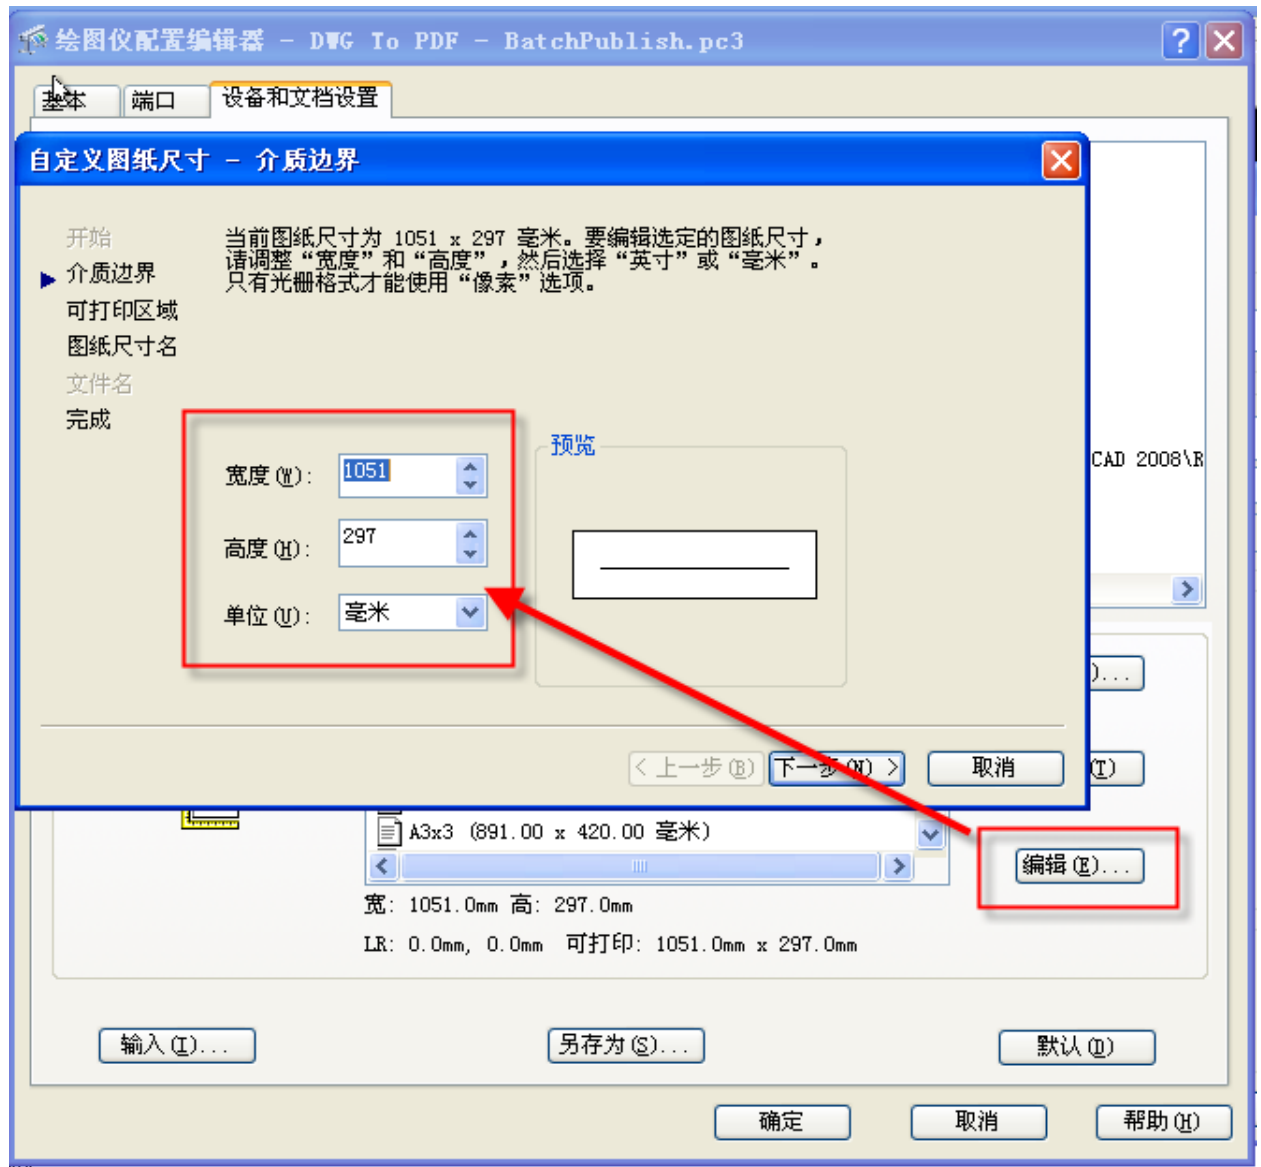 绘图仪配置编辑器 - DWG To PDF - BatchPublish.pc3
基本 端口 设备和文档设置
自定义图纸尺寸 - 介质边界
开始
介质边界
可打印区域
图纸尺寸名
文件名
完成
当前图纸尺寸为 1051 x 297 毫米。要编辑选定的图纸尺寸，
请调整“宽度”和“高度”，然后选择“英寸”或“毫米”。
只有光栅格式才能使用“像素”选项。
宽度(W): 1051
高度(H): 297
单位(U): 毫米
预览
CAD 2008\R
)...
<上一步(B) 下一步(N) > 取消
(T)
A3x3 (891.00 x 420.00 毫米)
编辑(E)...
宽: 1051.0mm 高: 297.0mm
LR: 0.0mm, 0.0mm 可打印: 1051.0mm x 297.0mm
输入(I)... 另存为(S)... 默认(D)
确定 取消 帮助(H)